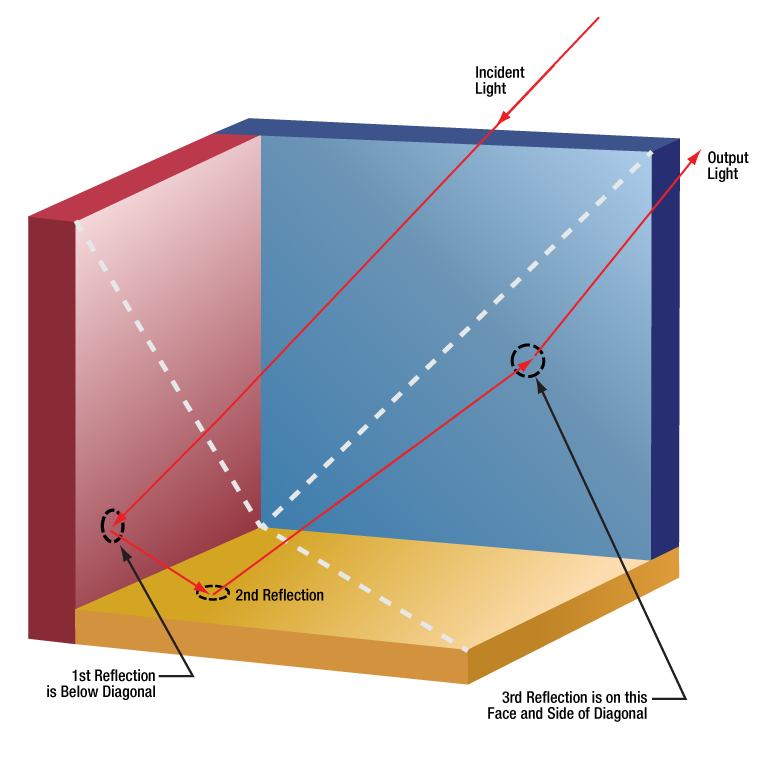 Incident
Light
Output
Light
2nd Reflection
1st Reflection
is Below Diagonal
3rd Reflection is on this
Face and Side of Diagonal